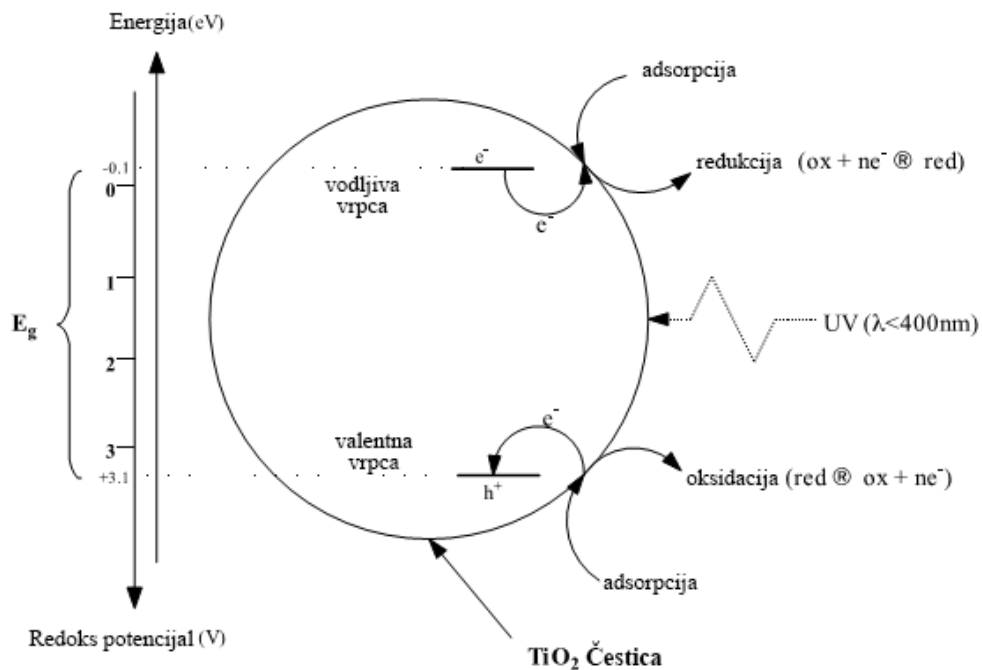 Energija(eV)
adsorpcija
-0.1
e⁻
redukcija (ox + ne⁻ ® red)
0
vodljiva
vrpca
e⁻
1
E_g
UV (λ<400nm)
2
e⁻
valentna
vrpca
3
+3.1
h⁺
oksidacija (red ® ox + ne⁻)
adsorpcija
Redoks potencijal (V)
TiO₂ Čestica